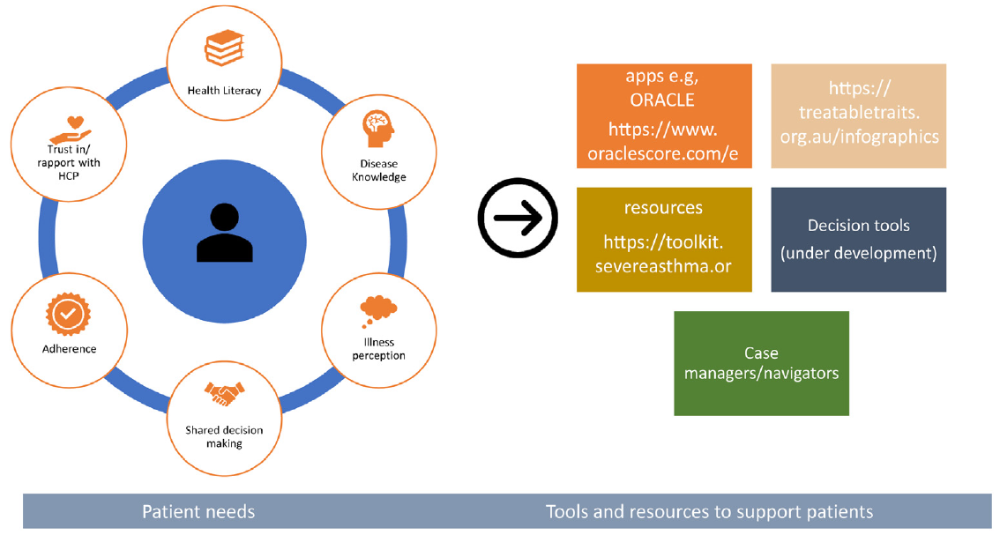 Health Literacy
Trust in/
rapport with
HCP
Disease
Knowledge
Adherence
Illness
perception
Shared decision
making
apps e.g,
ORACLE
https://www.
oraclescore.com/e
https://
treatabletraits.
org.au/infographics
resources
https://toolkit.
severeasthma.or
Decision tools
(under development)
Case
managers/navigators
Patient needs
Tools and resources to support patients